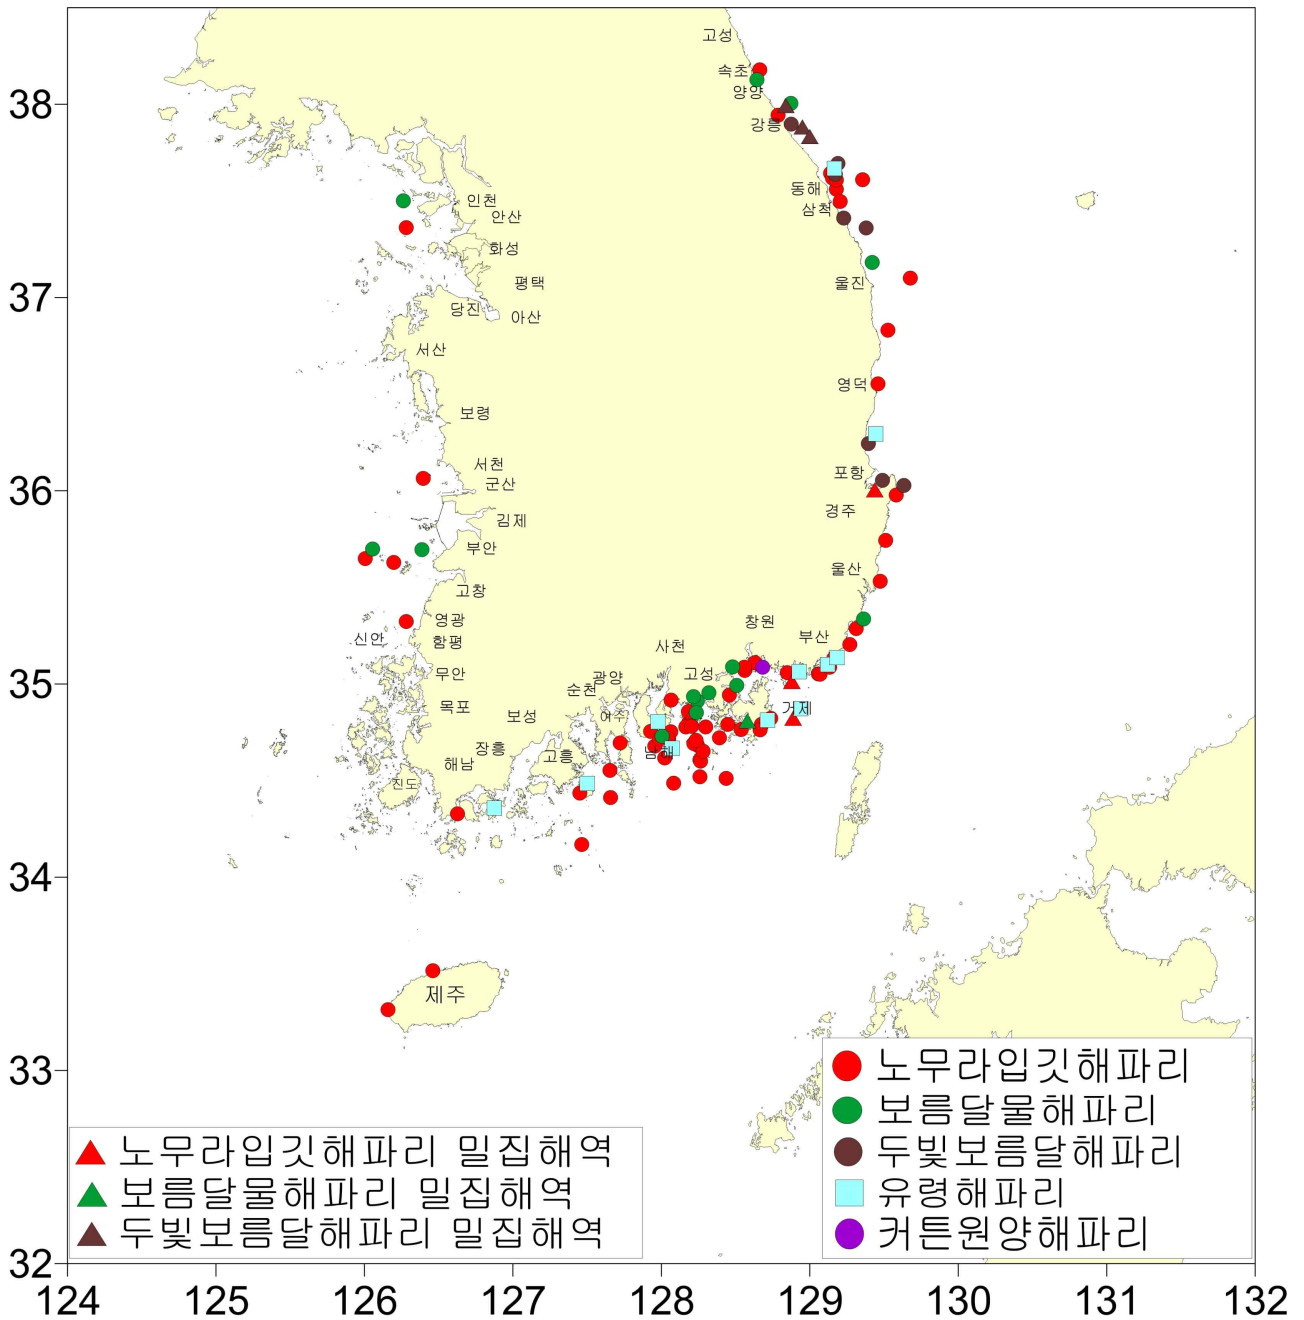 고성
속초
양양
38
강릉
동해
인천
삼척
안산
화성
평택
울진
37
당진
아산
서산
영덕
보령
서천
포항
군산
36
경주
김제
부안
울산
고창
영광
창원
신안
함평
부산
사천
무안
고성
35
광양
순천
목포
보성
여수
거제
장흥
남해
고흥
해남
진도
34
제주
33
노무라입깃해파리
보름달물해파리
두빛보름달해파리
유령해파리
커튼원양해파리
노무라입깃해파리 밀집해역
보름달물해파리 밀집해역
두빛보름달해파리 밀집해역
32
124 125 126 127 128 129 130 131 132